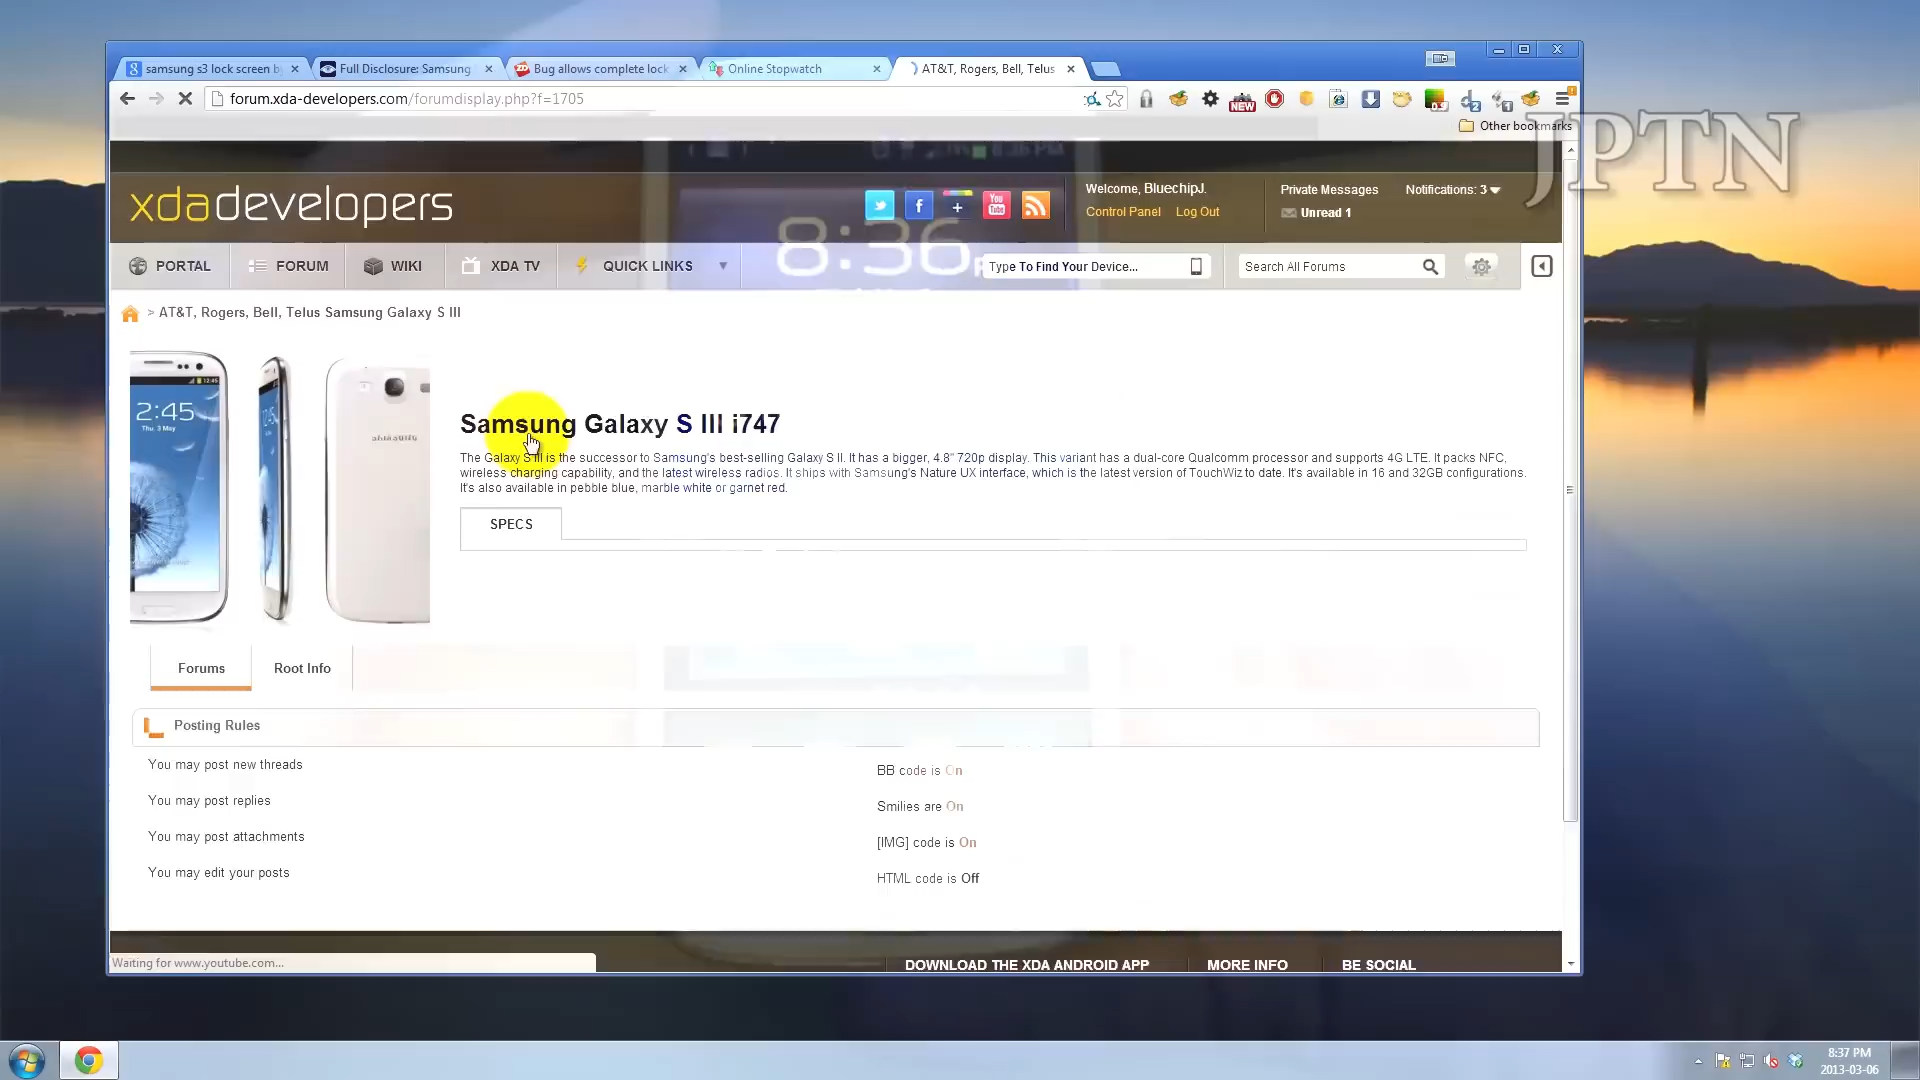 samsung s3 lock screen b
Full Disclosure: Samsung
Bug allows complete lock
Online Stopwatch
AT&T, Rogers, Bell, Telus
forum.xda-developers.com/forumdisplay.php?f=1705
NEW
Other bookmarks
JPTN
8:36 PM
xdadevelopers
You Tube
Welcome, BluechipJ.
Control Panel Log Out
Private Messages
Notifications: 3
Unread 1
8:36
PORTAL
FORUM
WIKI
XDA TV
QUICK LINKS
Type To Find Your Device...
Search All Forums
> AT&T, Rogers, Bell, Telus Samsung Galaxy S III
2:45
Thu, 3 May
SAMSUNG
Samsung Galaxy S III i747
The Galaxy S III is the successor to Samsung's best-selling Galaxy S II. It has a bigger, 4.8" 720p display. This variant has a dual-core Qualcomm processor and supports 4G LTE. It packs NFC,
wireless charging capability, and the latest wireless radios. It ships with Samsung's Nature UX interface, which is the latest version of TouchWiz to date. It's available in 16 and 32GB configurations.
It's also available in pebble blue, marble white or garnet red.
SPECS
Forums
Root Info
Posting Rules
You may post new threads
You may post replies
You may post attachments
You may edit your posts
BB code is On
Smilies are On
[IMG] code is On
HTML code is Off
Waiting for www.youtube.com...
DOWNLOAD THE XDA ANDROID APP
MORE INFO
BE SOCIAL
8:37 PM
2013-03-06